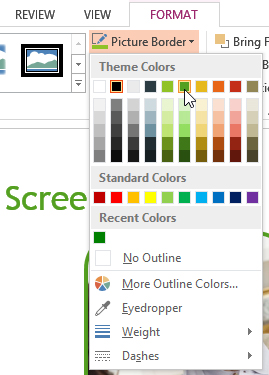 REVIEW VIEW FORMAT
Picture Border
Bring F
Theme Colors
Scree
Standard Colors
Recent Colors
No Outline
More Outline Colors...
Eyedropper
Weight
Dashes